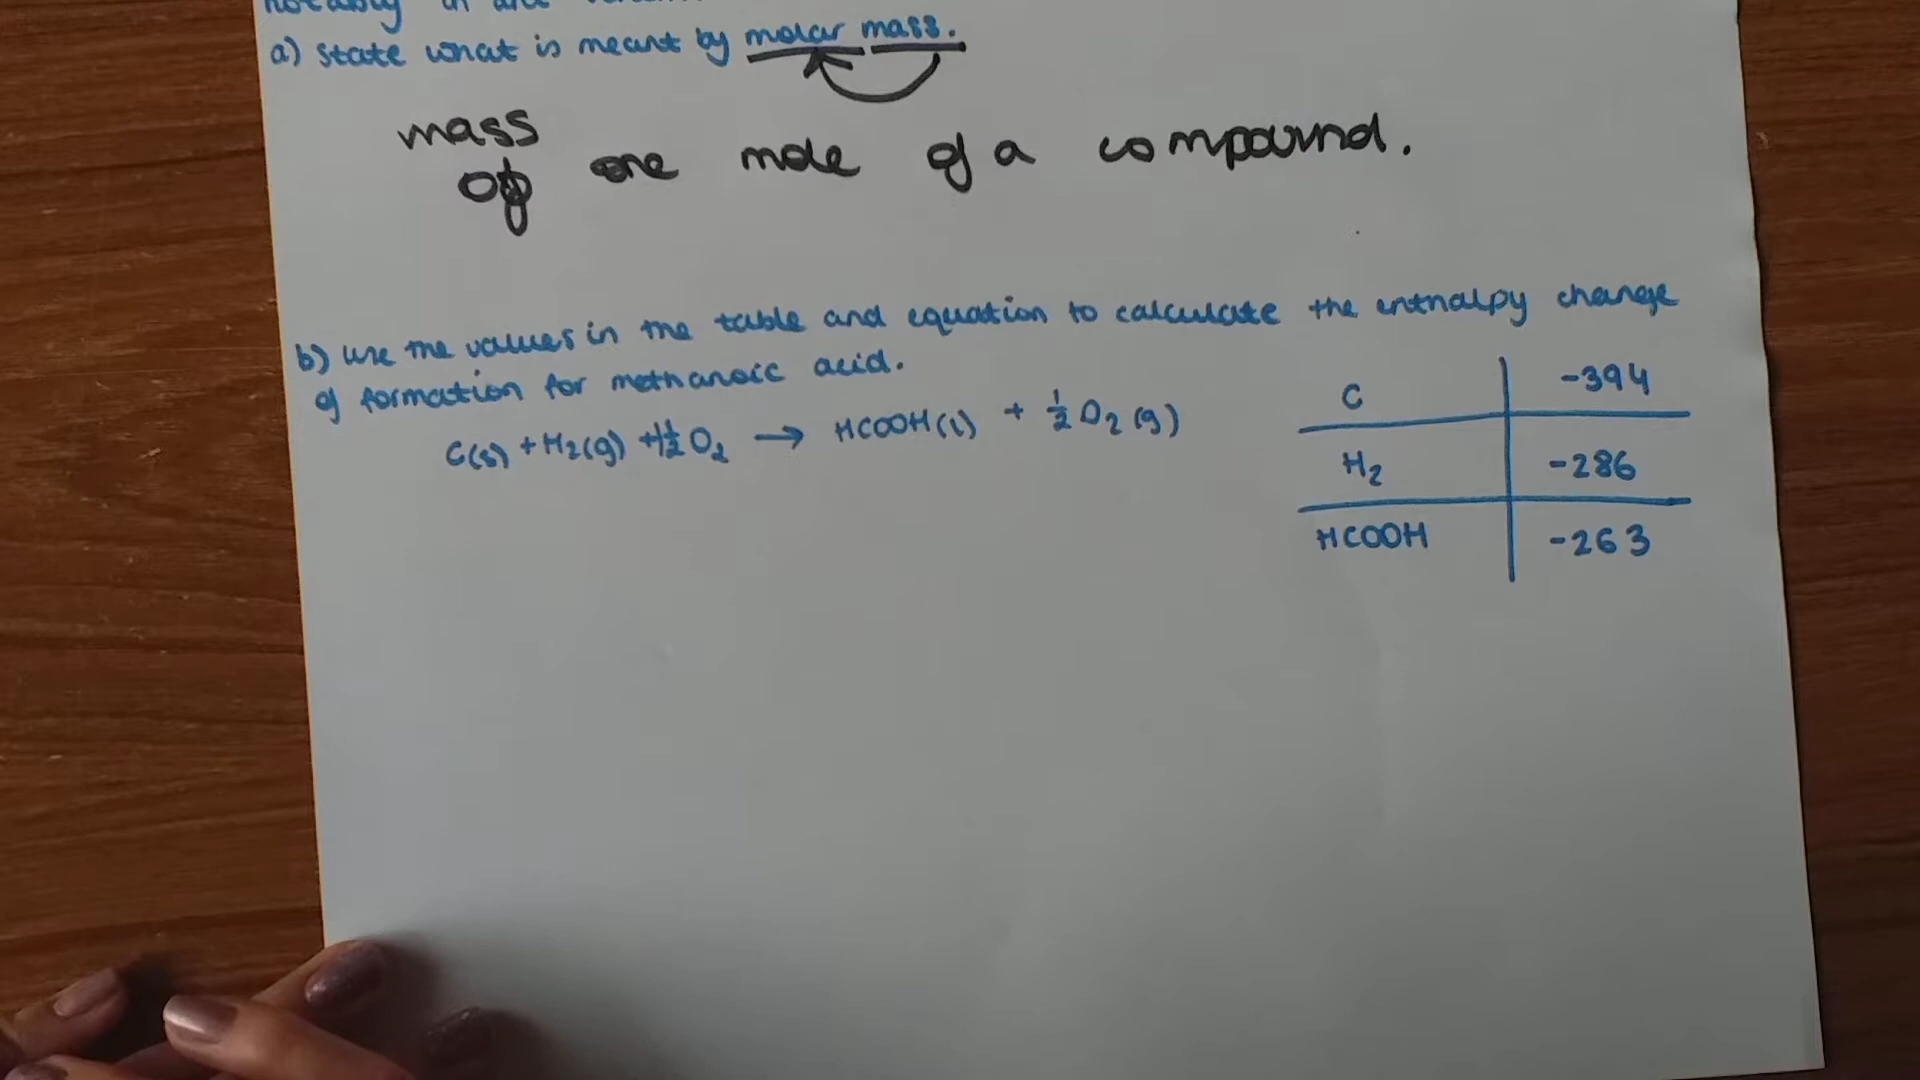 notably in
a) state what is meant by molar mass.
mass
of one mole of a compound.
b) use the values in the table and equation to calculate the enthalpy change
of formation for methanoic acid.
C(s) + H₂(g) + 1½ O₂ → HCOOH(l) + ½ O₂ (g)
C -394
H₂ -286
HCOOH -263